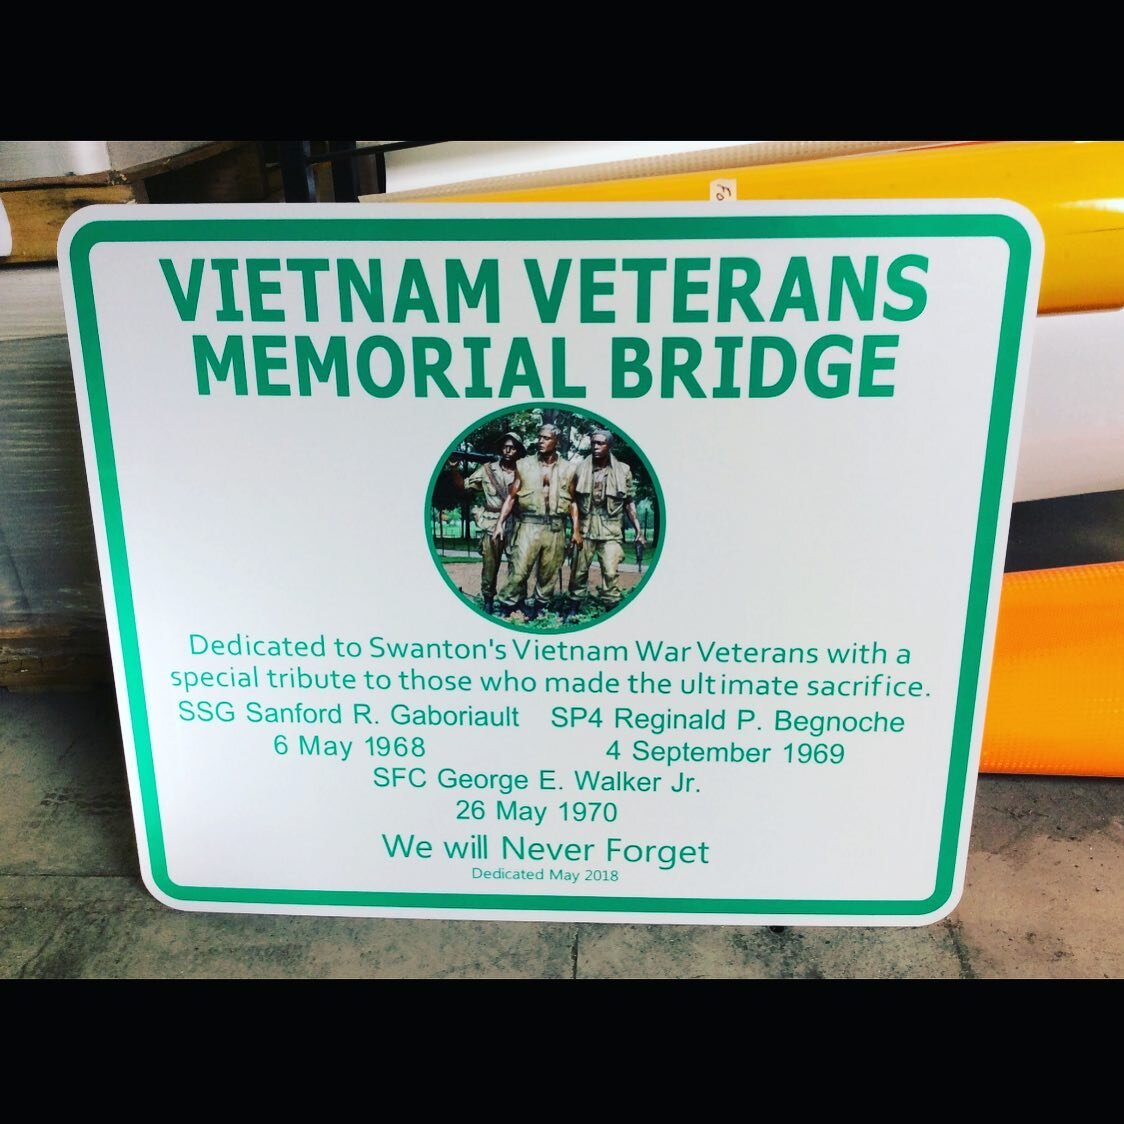 VIETNAM VETERANS
MEMORIAL BRIDGE
Dedicated to Swanton's Vietnam War Veterans with a
special tribute to those who made the ultimate sacrifice.
SSG Sanford R. Gaboriault SP4 Reginald P. Begnoche
6 May 1968 4 September 1969
SFC George E. Walker Jr.
26 May 1970
We will Never Forget
Dedicated May 2018